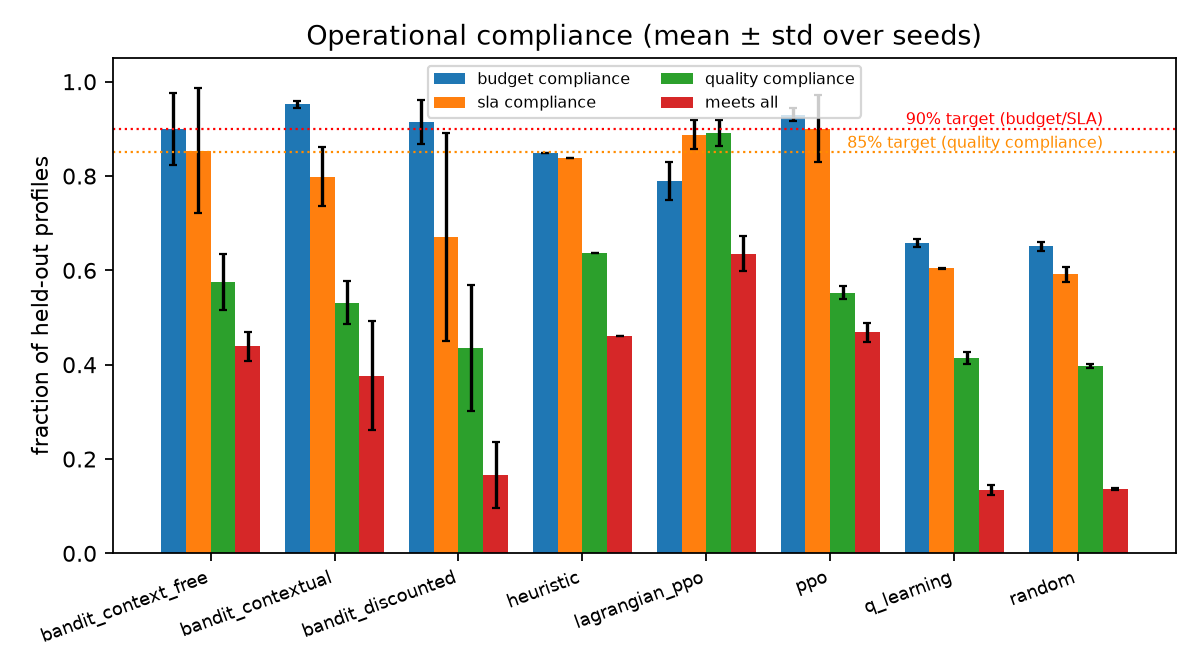 Operational compliance (mean ± std over seeds)
budget compliance
sla compliance
quality compliance
meets all
90% target (budget/SLA)
85% target (quality compliance)
fraction of held-out profiles
1.0
0.8
0.6
0.4
0.2
0.0
bandit_context_free
bandit_contextual
bandit_discounted
heuristic
lagrangian_ppo
ppo
q_learning
random